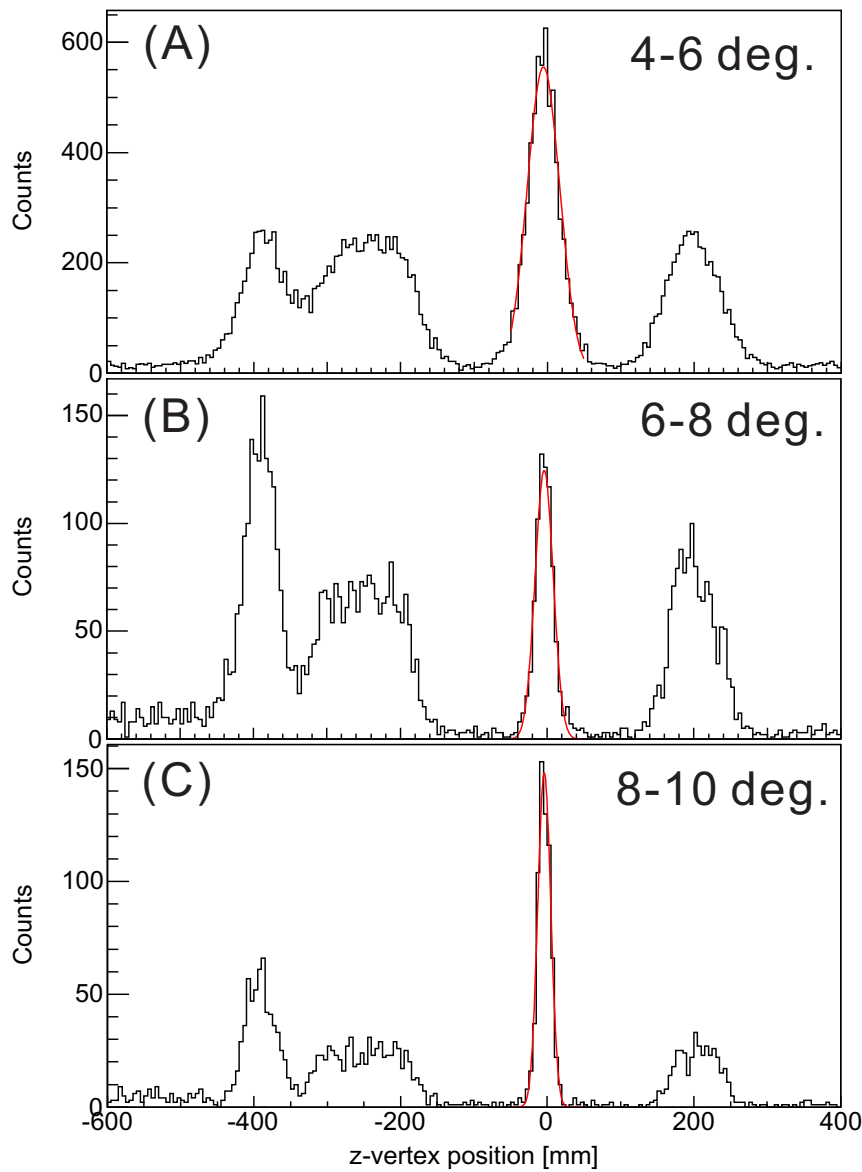 (A) 4-6 deg.
600
400
200
0
Counts
(B) 6-8 deg.
150
100
50
0
Counts
(C) 8-10 deg.
150
100
50
0
Counts
-600 -400 -200 0 200 400
z-vertex position [mm]